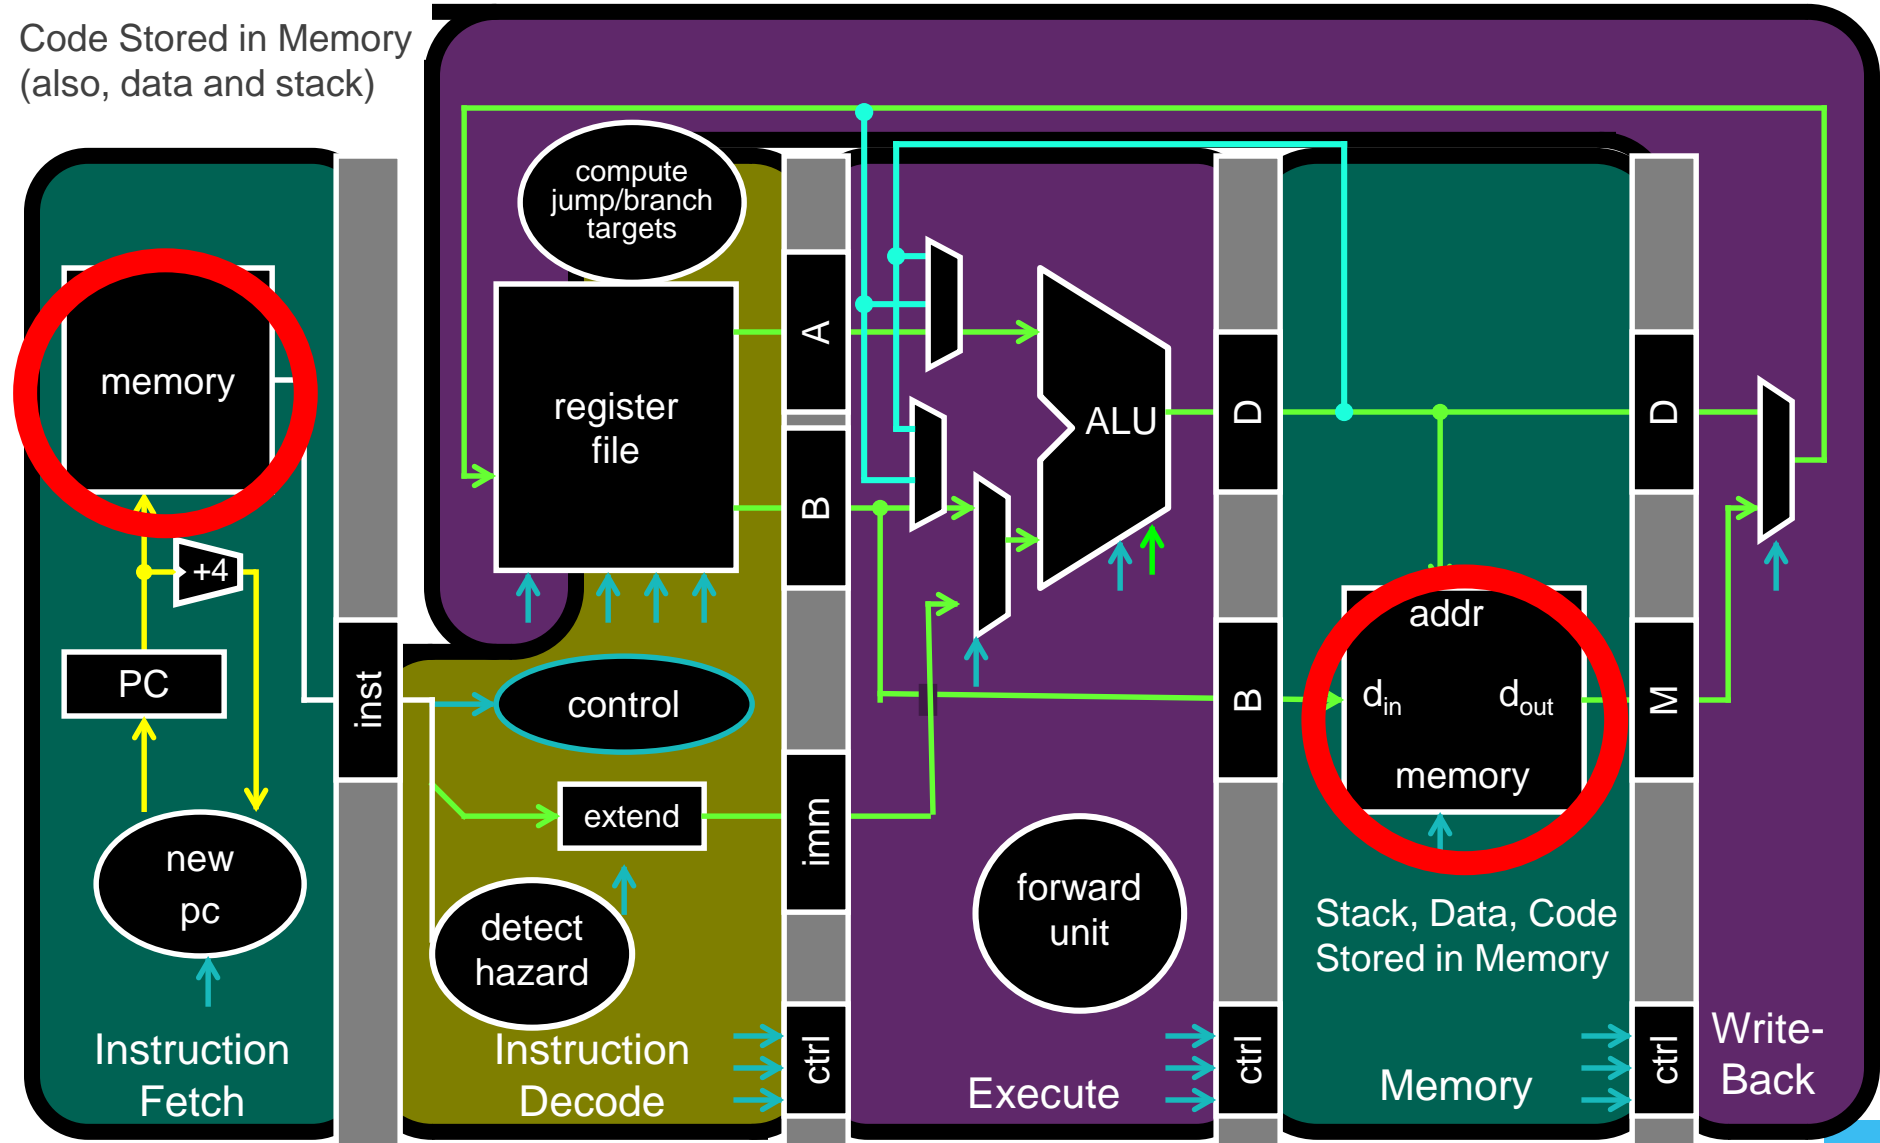 Code Stored in Memory
(also, data and stack)
compute
jump/branch
targets
memory
register
file
A
B
ALU
D
D
+4
PC
new
pc
inst
control
extend
detect
hazard
imm
forward
unit
B
addr
d_in
d_out
memory
M
Stack, Data, Code
Stored in Memory
ctrl
ctrl
ctrl
Instruction
Fetch
Instruction
Decode
Execute
Memory
Write-
Back